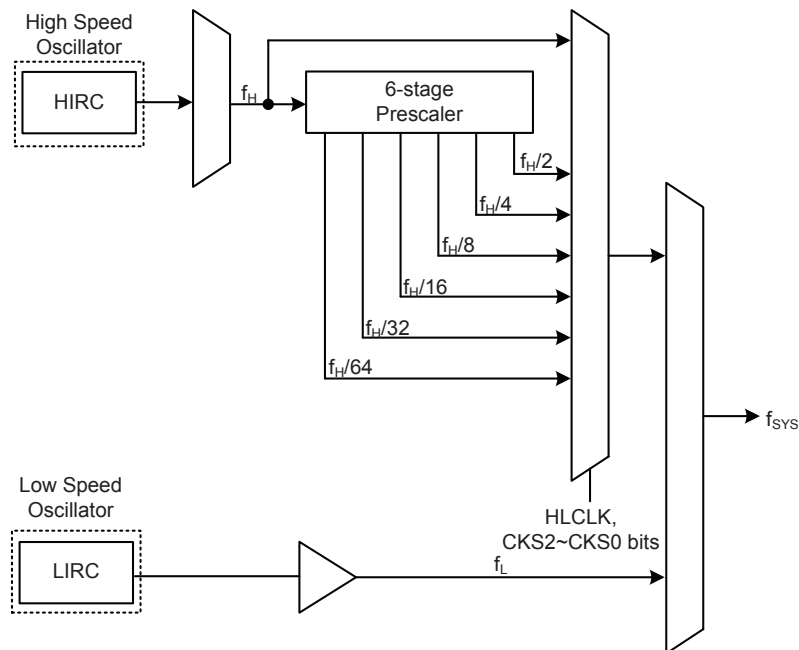 High Speed
Oscillator
HIRC
fH
6-stage
Prescaler
fH/2
fH/4
fH/8
fH/16
fH/32
fH/64
fSYS
HLCLK,
CKS2~CKS0 bits
Low Speed
Oscillator
LIRC
fL